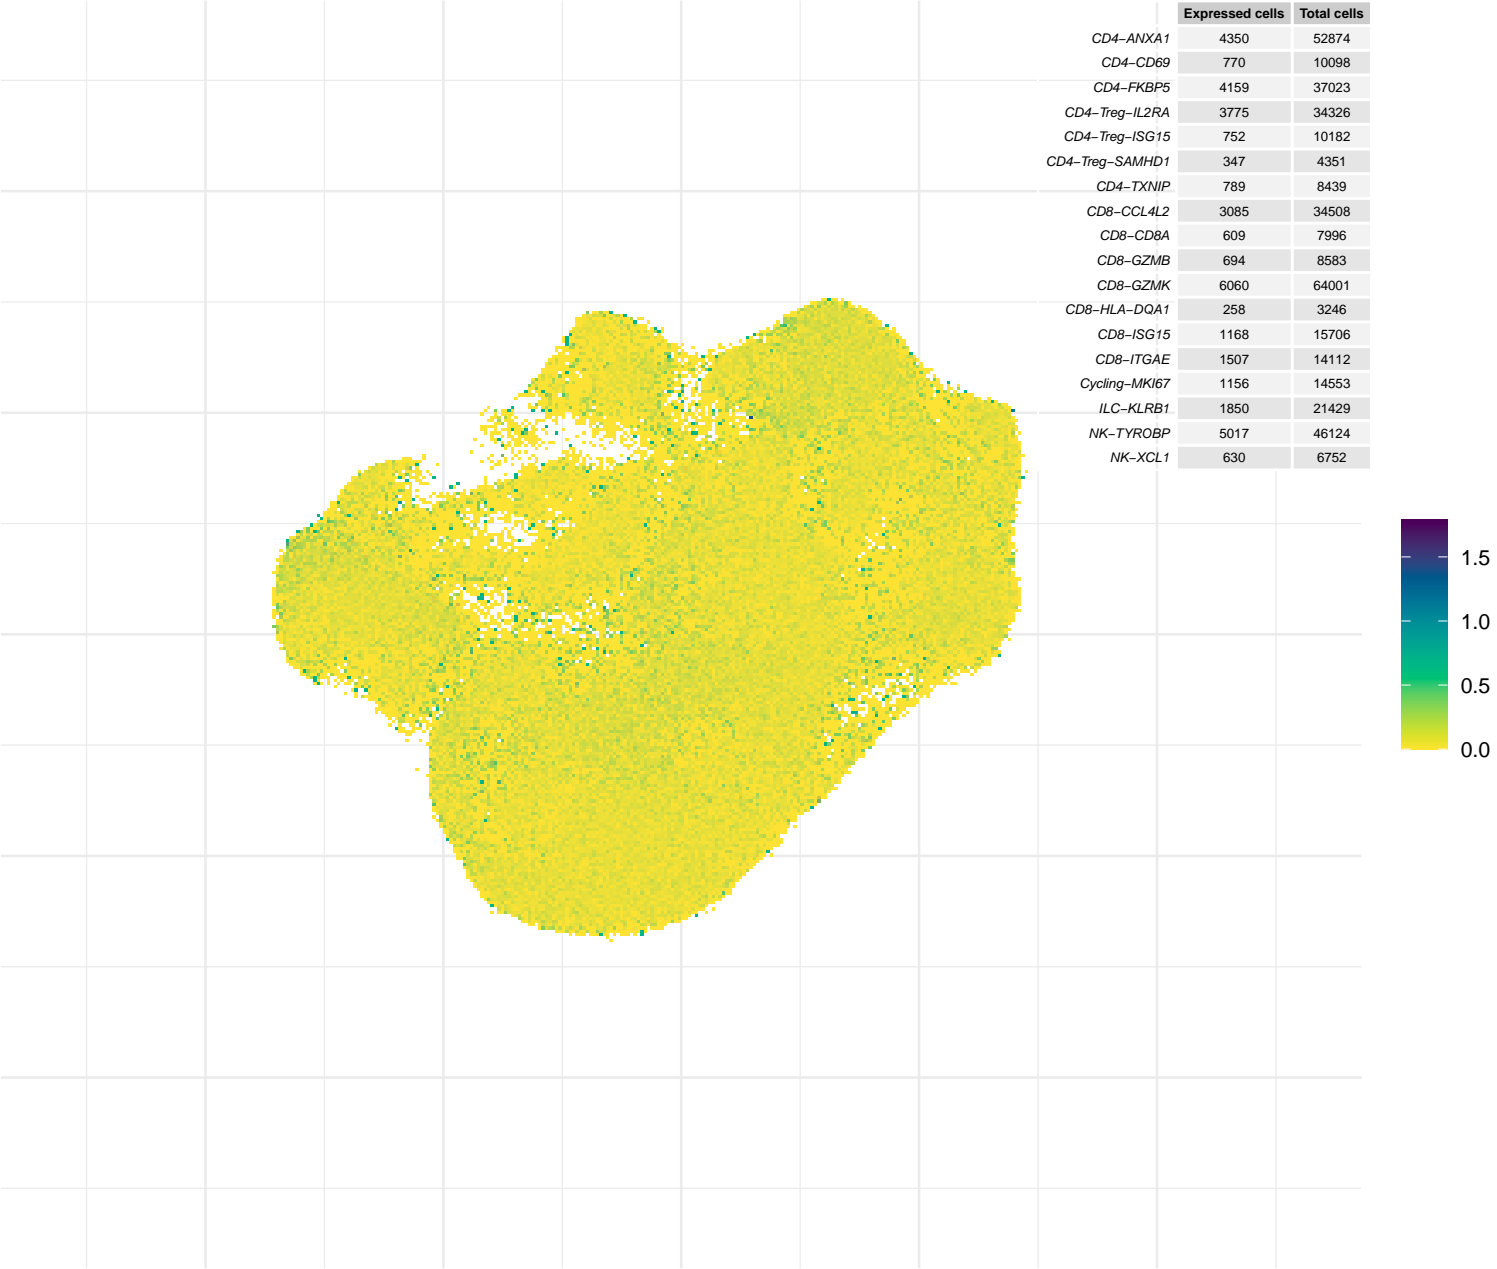 Expressed cells Total cells
CD4−ANXA1 4350 52874
CD4−CD69 770 10098
CD4−FKBP5 4159 37023
CD4−Treg−IL2RA 3775 34326
CD4−Treg−ISG15 752 10182
CD4−Treg−SAMHD1 347 4351
CD4−TXNIP 789 8439
CD8−CCL4L2 3085 34508
CD8−CD8A 609 7996
CD8−GZMB 694 8583
CD8−GZMK 6060 64001
CD8−HLA−DQA1 258 3246
CD8−ISG15 1168 15706
CD8−ITGAE 1507 14112
Cycling−MKI67 1156 14553
ILC−KLRB1 1850 21429
NK−TYROBP 5017 46124
NK−XCL1 630 6752
1.5
1.0
0.5
0.0